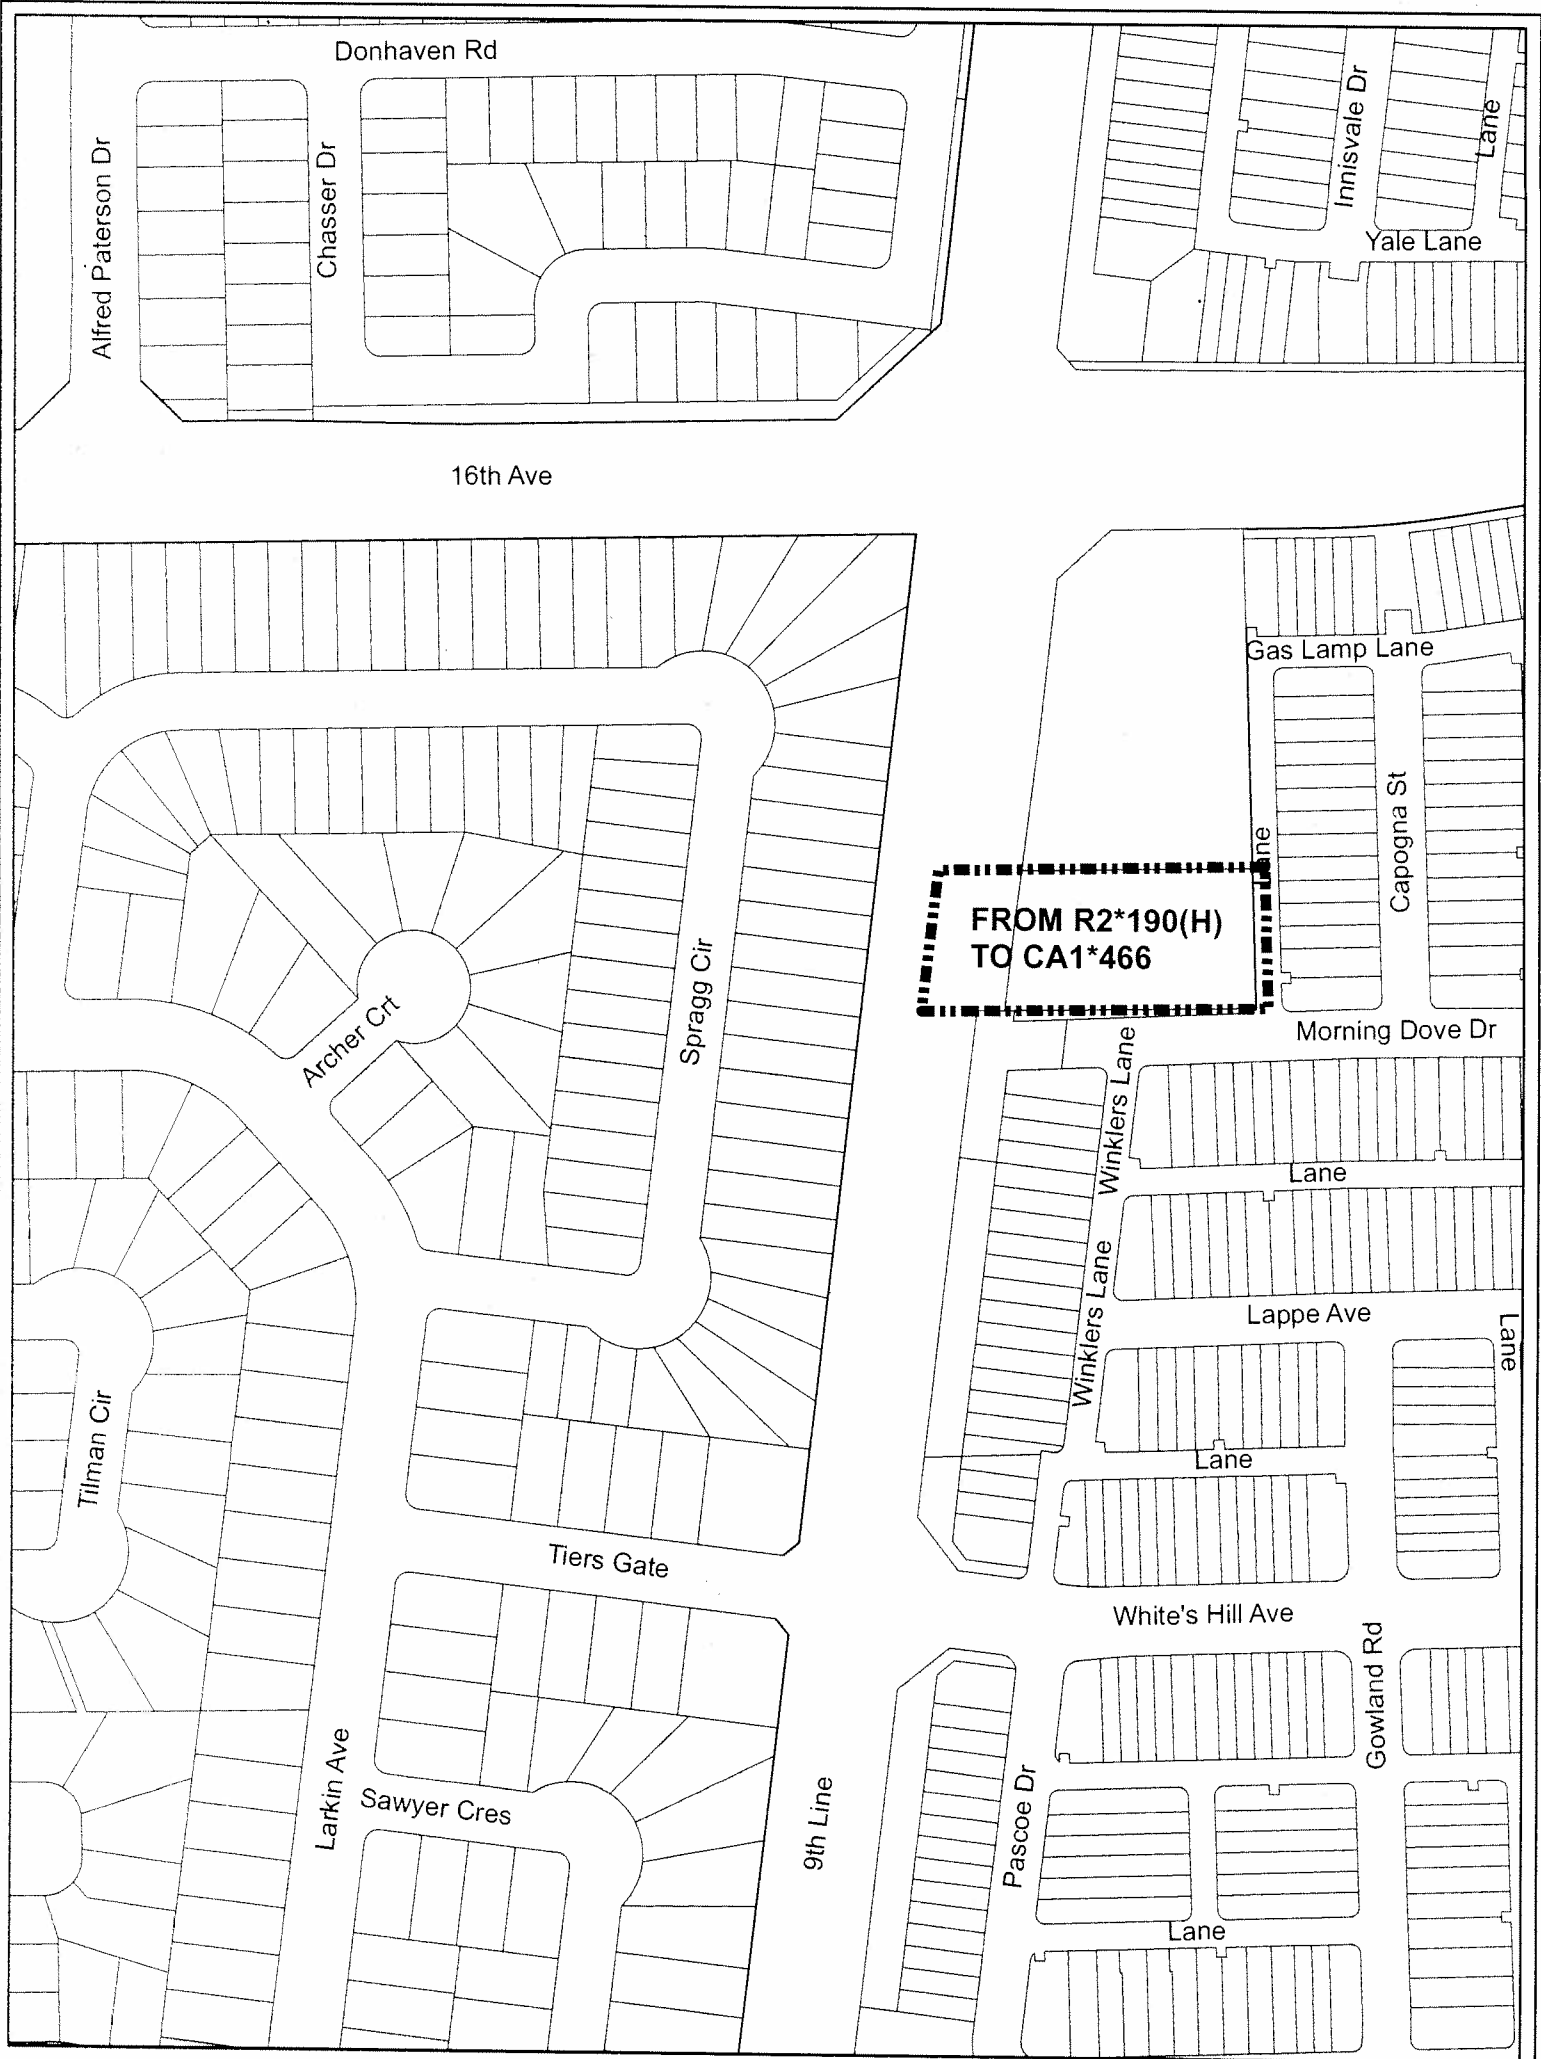 Donhaven Rd
Alfred Paterson Dr
Chasser Dr
Innisvale Dr
Lane
Yale Lane
16th Ave
Gas Lamp Lane
Capogna St
Lane
FROM R2*190(H)
TO CA1*466
Spragg Cir
Archer Crt
Morning Dove Dr
Winklers Lane
Lane
Winklers Lane
Lappe Ave
Lane
Tilman Cir
Lane
Tiers Gate
White's Hill Ave
Gowland Rd
Larkin Ave
Sawyer Cres
9th Line
Pascoe Dr
Lane